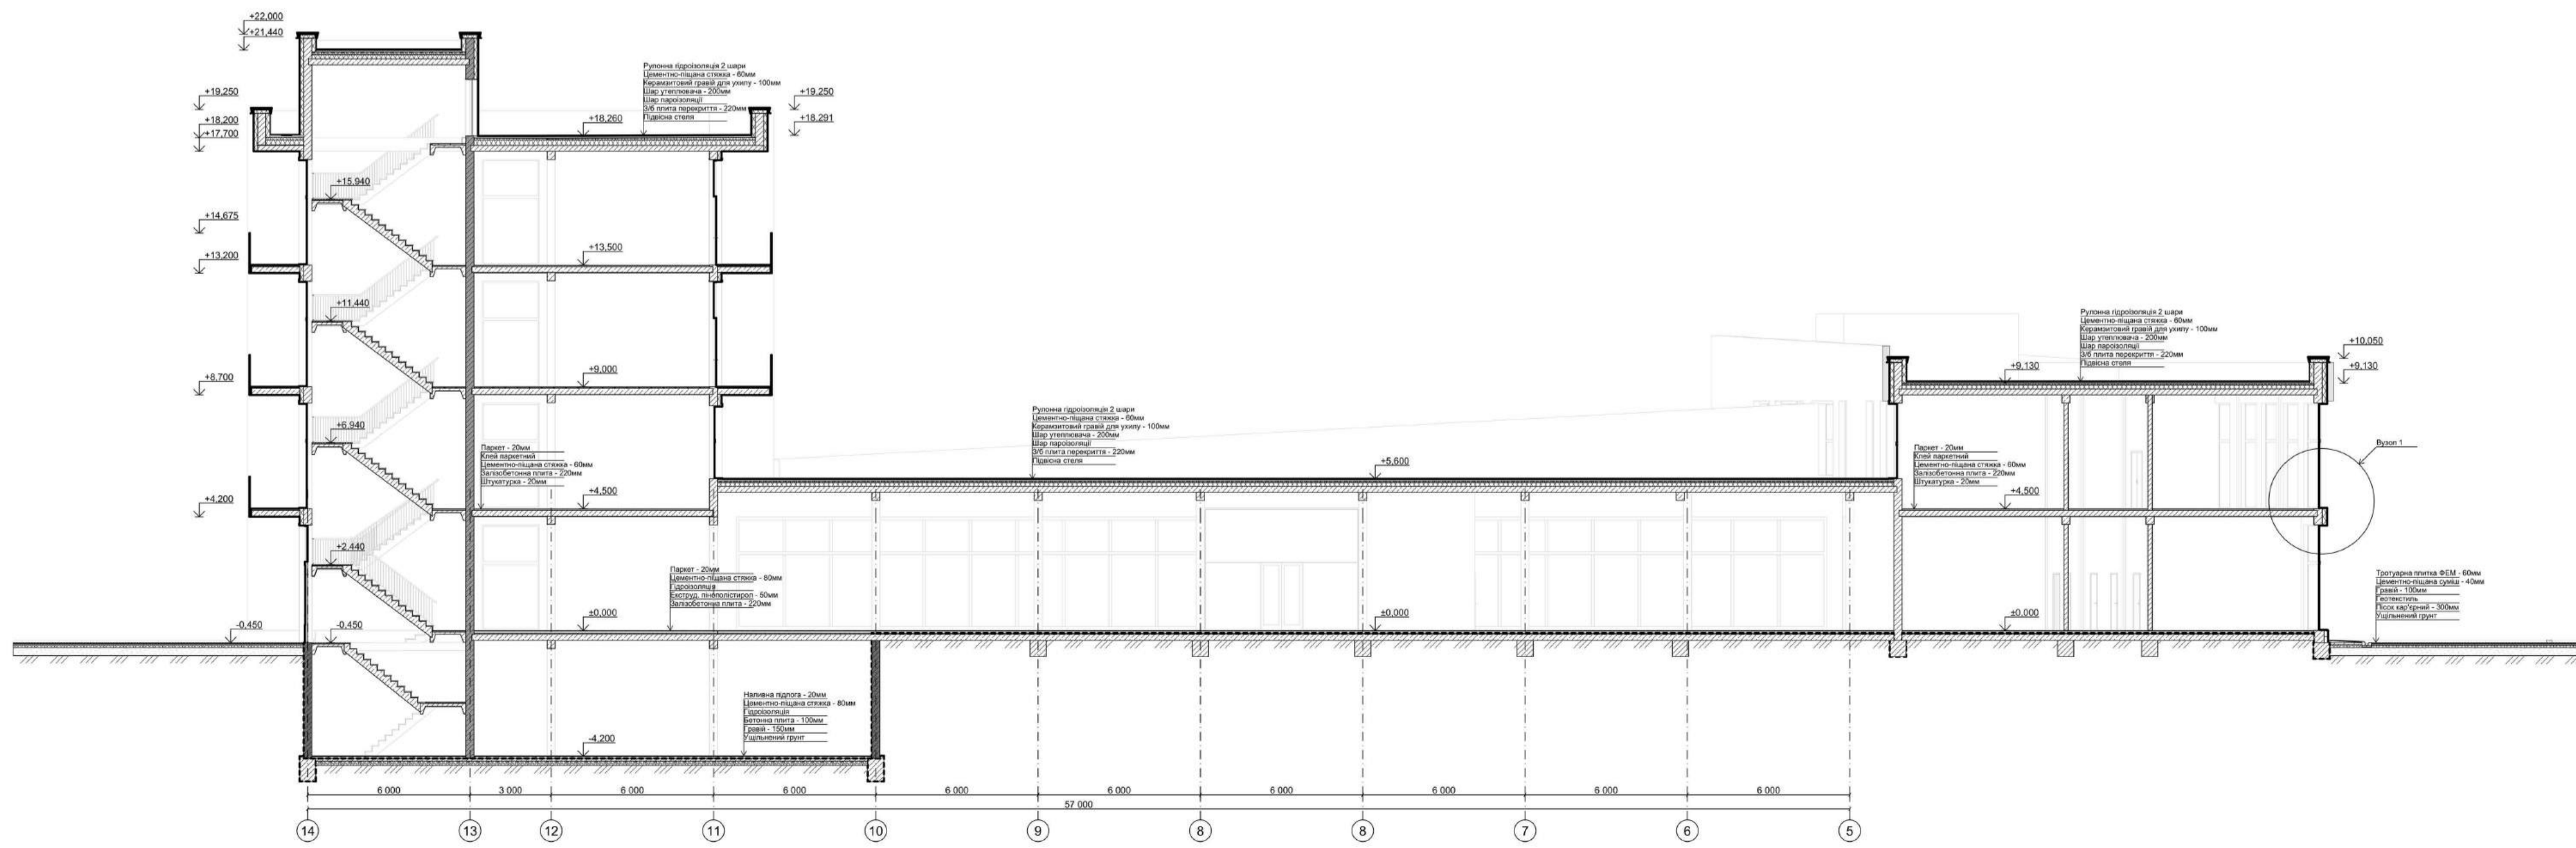 +22,000
+21,440
+19,250
+18,200
+17,700
Рулонна гідроізоляція 2 шари
Цементно-піщана стяжка - 60мм
Керамзитовий гравій для ухилу - 100мм
Шар утеплювача - 200мм
Шар пароізоляції
З/б плита перекриття - 220мм
Підвісна стеля
+18,260
+19,250
+18,291
+15,940
+14,675
+13,200
+13,500
+11,440
+9,000
+8,700
+6,940
Паркет - 20мм
Клей паркетний
Цементно-піщана стяжка - 60мм
Залізобетонна плита - 220мм
Штукатурка - 20мм
+4,500
+4,200
+2,440
Паркет - 20мм
Цементно-піщана стяжка - 80мм
Гідроізоляція
Екструд. пінополістирол - 50мм
Залізобетонна плита - 220мм
±0,000
-0,450
-0,450
Наливна підлога - 20мм
Цементно-піщана стяжка - 80мм
Гідроізоляція
Бетонна плита - 100мм
Гравій - 150мм
Ущільнений грунт
-4,200
Рулонна гідроізоляція 2 шари
Цементно-піщана стяжка - 60мм
Керамзитовий гравій для ухилу - 100мм
Шар утеплювача - 200мм
Шар пароізоляції
З/б плита перекриття - 220мм
Підвісна стеля
+5,600
±0,000
Рулонна гідроізоляція 2 шари
Цементно-піщана стяжка - 60мм
Керамзитовий гравій для ухилу - 100мм
Шар утеплювача - 200мм
Шар пароізоляції
З/б плита перекриття - 220мм
Підвісна стеля
+9,130
+10,050
+9,130
Паркет - 20мм
Клей паркетний
Цементно-піщана стяжка - 60мм
Залізобетонна плита - 220мм
Штукатурка - 20мм
+4,500
Вузол 1
±0,000
Тротуарна плитка ФЕМ - 60мм
Цементно-піщана суміш - 40мм
Гравій - 100мм
Геотекстиль
Пісок кар'єрний - 300мм
Ущільнений грунт
6 000 3 000 6 000 6 000 6 000 6 000 6 000 6 000 6 000 6 000
57 000
14 13 12 11 10 9 8 8 7 6 5